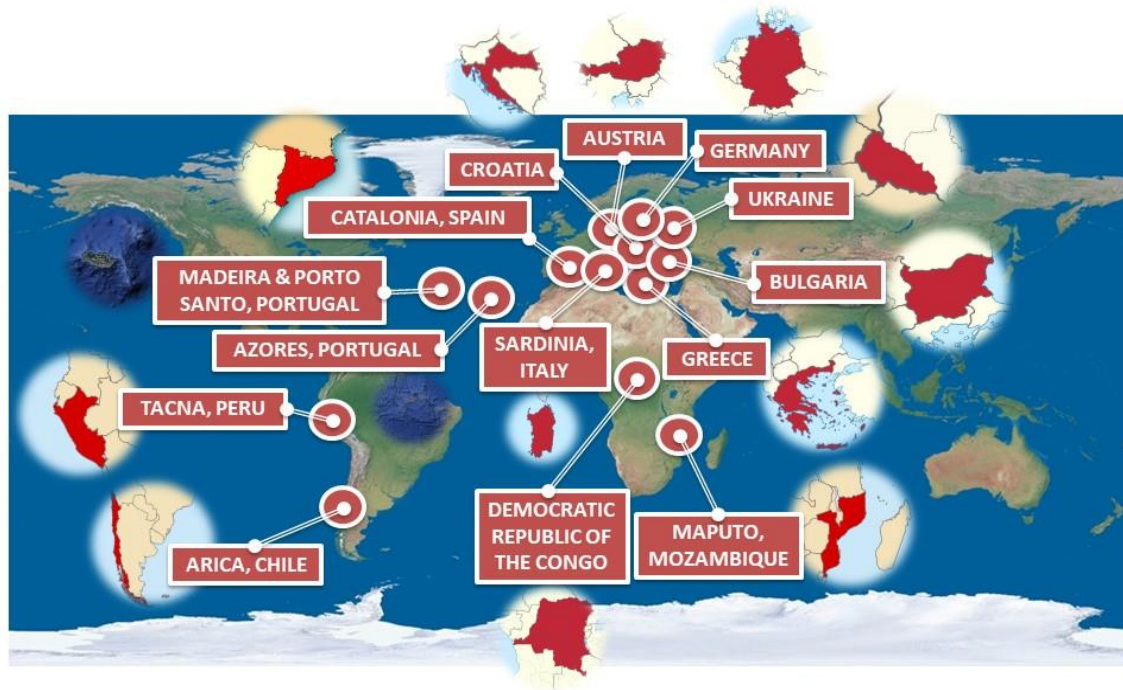 AUSTRIA
GERMANY
CROATIA
UKRAINE
CATALONIA, SPAIN
MADEIRA & PORTO
SANTO, PORTUGAL
BULGARIA
AZORES, PORTUGAL
SARDINIA,
ITALY
GREECE
TACNA, PERU
DEMOCRATIC
REPUBLIC OF
THE CONGO
MAPUTO,
MOZAMBIQUE
ARICA, CHILE